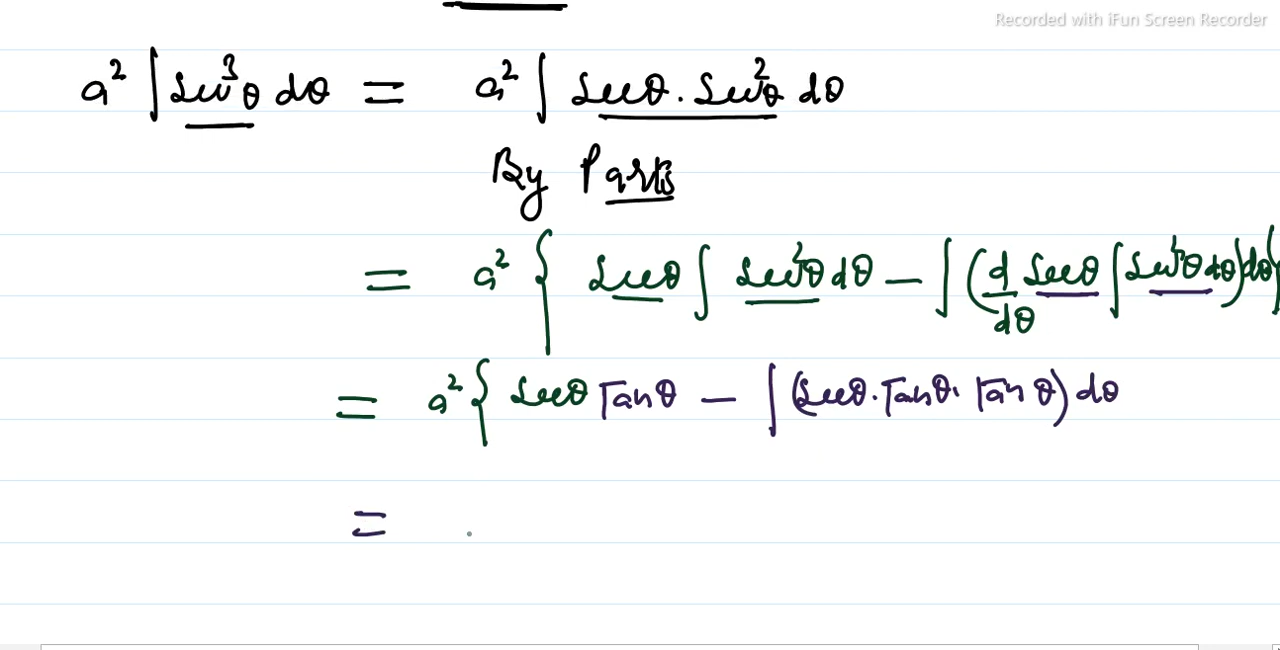 Recorded with iFun Screen Recorder
a² ∫ Sec³θ dθ = a² ∫ Secθ . Sec²θ dθ
By Parts
= a² { Secθ ∫ Sec²θ dθ − ∫ (d/dθ Secθ ∫ Sec²θ dθ) dθ}
= a² { Secθ Tanθ − ∫ (Secθ . Tanθ . Tanθ) dθ
=